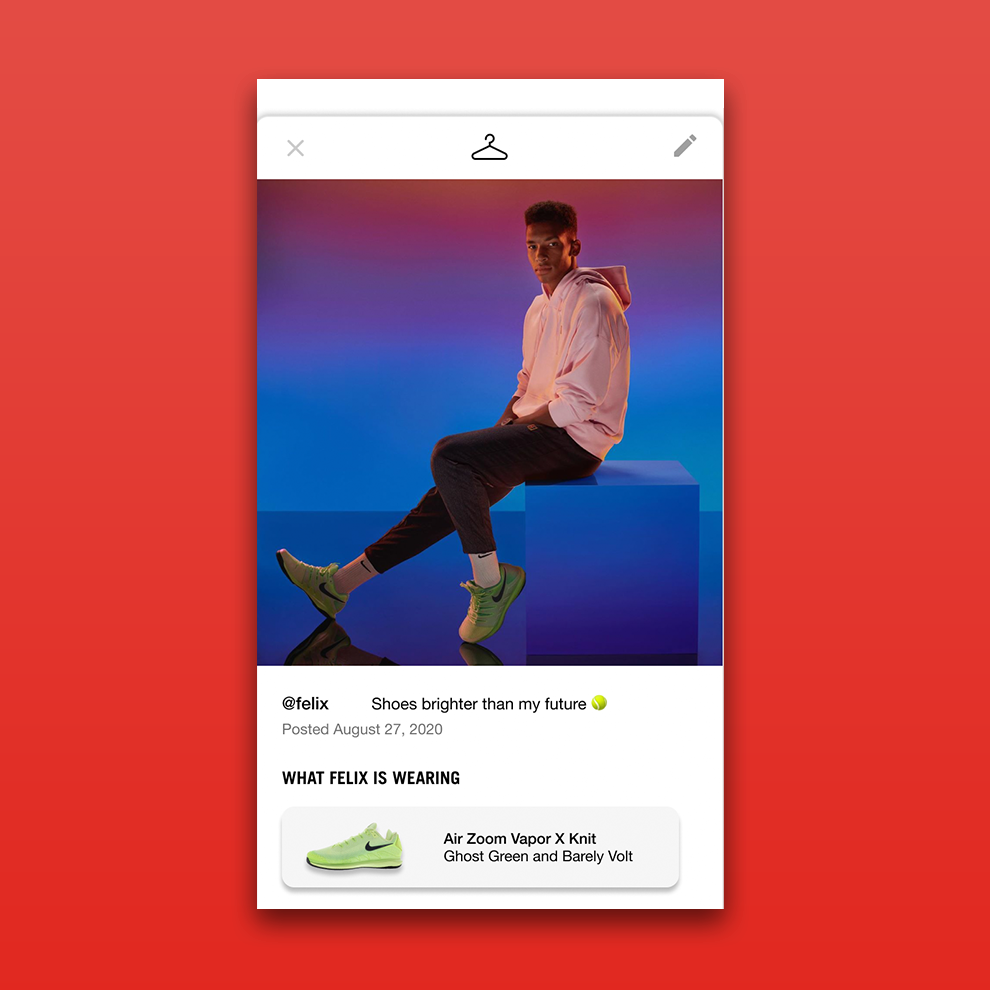 @felix Shoes brighter than my future 🎾
Posted August 27, 2020
WHAT FELIX IS WEARING
Air Zoom Vapor X Knit
Ghost Green and Barely Volt